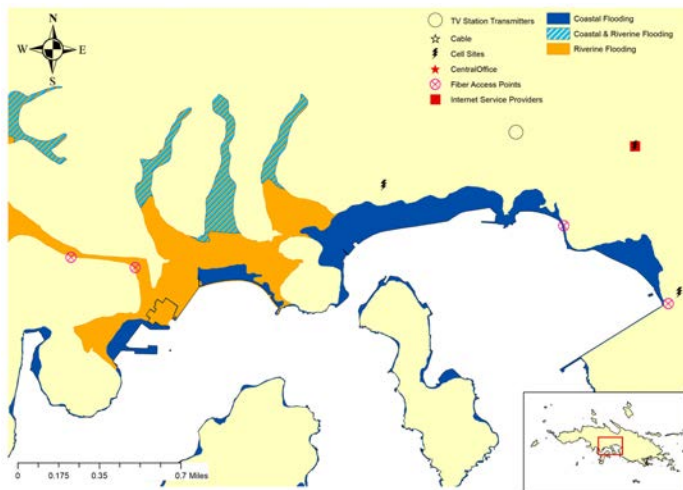 N
W E
S
TV Station Transmitters
Cable
Cell Sites
CentralOffice
Fiber Access Points
Internet Service Providers
Coastal Flooding
Coastal & Riverine Flooding
Riverine Flooding
0 0.175 0.35 0.7 Miles